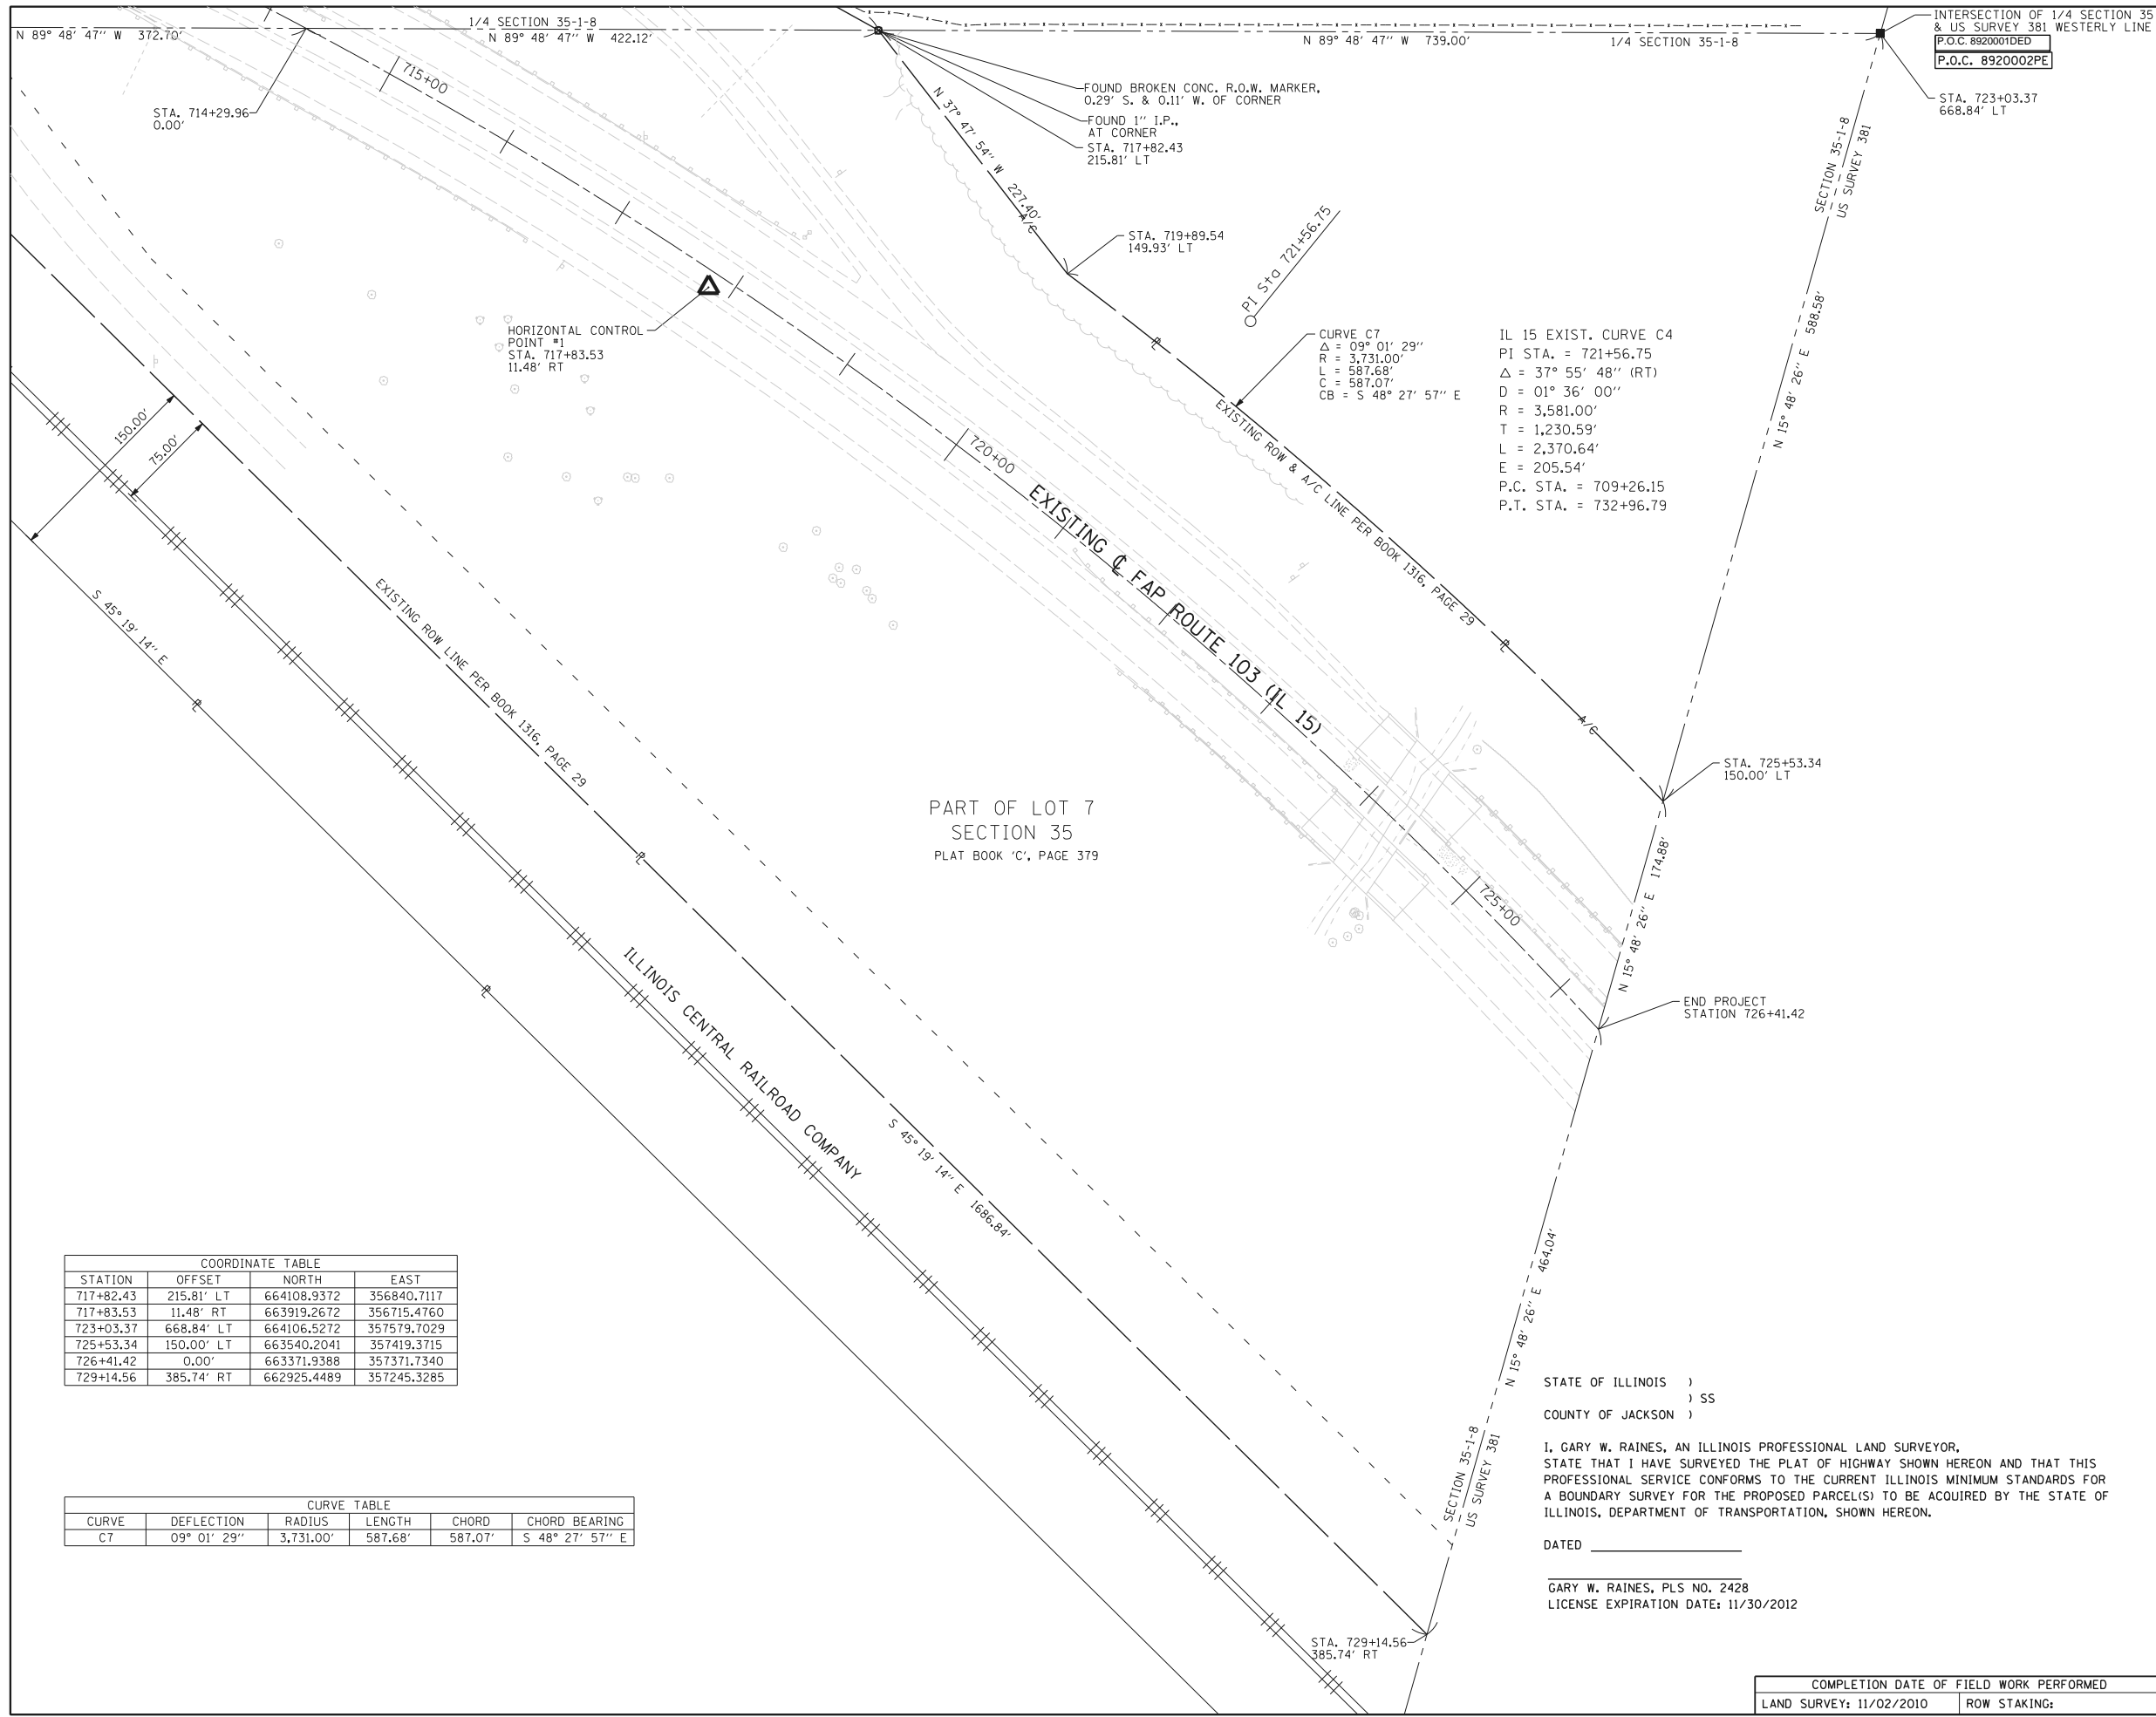 1/4 SECTION 35-1-8
N 89° 48' 47" W 372.70'
N 89° 48' 47" W 422.12'
N 89° 48' 47" W 739.00'
1/4 SECTION 35-1-8
INTERSECTION OF 1/4 SECTION 35
& US SURVEY 381 WESTERLY LINE
P.O.C. 8920001DED
P.O.C. 8920002PE
STA. 723+03.37
668.84' LT
715+00
STA. 714+29.96
0.00'
FOUND BROKEN CONC. R.O.W. MARKER,
0.29' S. & 0.11' W. OF CORNER
FOUND 1" I.P.,
AT CORNER
STA. 717+82.43
215.81' LT
N 37° 47' 54" W 227.40'
A/C
SECTION 35-1-8
US SURVEY 381
STA. 719+89.54
149.93' LT
PI Sta 721+56.75
HORIZONTAL CONTROL
POINT #1
STA. 717+83.53
11.48' RT
CURVE C7
Δ = 09° 01' 29"
R = 3,731.00'
L = 587.68'
C = 587.07'
CB = S 48° 27' 57" E
IL 15 EXIST. CURVE C4
PI STA. = 721+56.75
Δ = 37° 55' 48" (RT)
D = 01° 36' 00"
R = 3,581.00'
T = 1,230.59'
L = 2,370.64'
E = 205.54'
P.C. STA. = 709+26.15
P.T. STA. = 732+96.79
N 15° 48' 26" E 588.58'
150.00'
75.00'
720+00
EXISTING ROW & A/C LINE PER BOOK 1316, PAGE 29
EXISTING ℄ FAP ROUTE 103 (IL 15)
S 45° 19' 14" E
EXISTING ROW LINE PER BOOK 1316, PAGE 29
A/C
STA. 725+53.34
150.00' LT
PART OF LOT 7
SECTION 35
PLAT BOOK 'C', PAGE 379
725+00
N 15° 48' 26" E 174.88'
END PROJECT
STATION 726+41.42
ILLINOIS CENTRAL RAILROAD COMPANY
S 45° 19' 14" E 1686.84'
N 15° 48' 26" E 464.04'
COORDINATE TABLE
STATION OFFSET NORTH EAST
717+82.43 215.81' LT 664108.9372 356840.7117
717+83.53 11.48' RT 663919.2672 356715.4760
723+03.37 668.84' LT 664106.5272 357579.7029
725+53.34 150.00' LT 663540.2041 357419.3715
726+41.42 0.00' 663371.9388 357371.7340
729+14.56 385.74' RT 662925.4489 357245.3285
CURVE TABLE
CURVE DEFLECTION RADIUS LENGTH CHORD CHORD BEARING
C7 09° 01' 29" 3,731.00' 587.68' 587.07' S 48° 27' 57" E
SECTION 35-1-8
US SURVEY 381
STATE OF ILLINOIS )
) SS
COUNTY OF JACKSON )
I, GARY W. RAINES, AN ILLINOIS PROFESSIONAL LAND SURVEYOR,
STATE THAT I HAVE SURVEYED THE PLAT OF HIGHWAY SHOWN HEREON AND THAT THIS
PROFESSIONAL SERVICE CONFORMS TO THE CURRENT ILLINOIS MINIMUM STANDARDS FOR
A BOUNDARY SURVEY FOR THE PROPOSED PARCEL(S) TO BE ACQUIRED BY THE STATE OF
ILLINOIS, DEPARTMENT OF TRANSPORTATION, SHOWN HEREON.
DATED
GARY W. RAINES, PLS NO. 2428
LICENSE EXPIRATION DATE: 11/30/2012
STA. 729+14.56
385.74' RT
COMPLETION DATE OF FIELD WORK PERFORMED
LAND SURVEY: 11/02/2010 ROW STAKING: